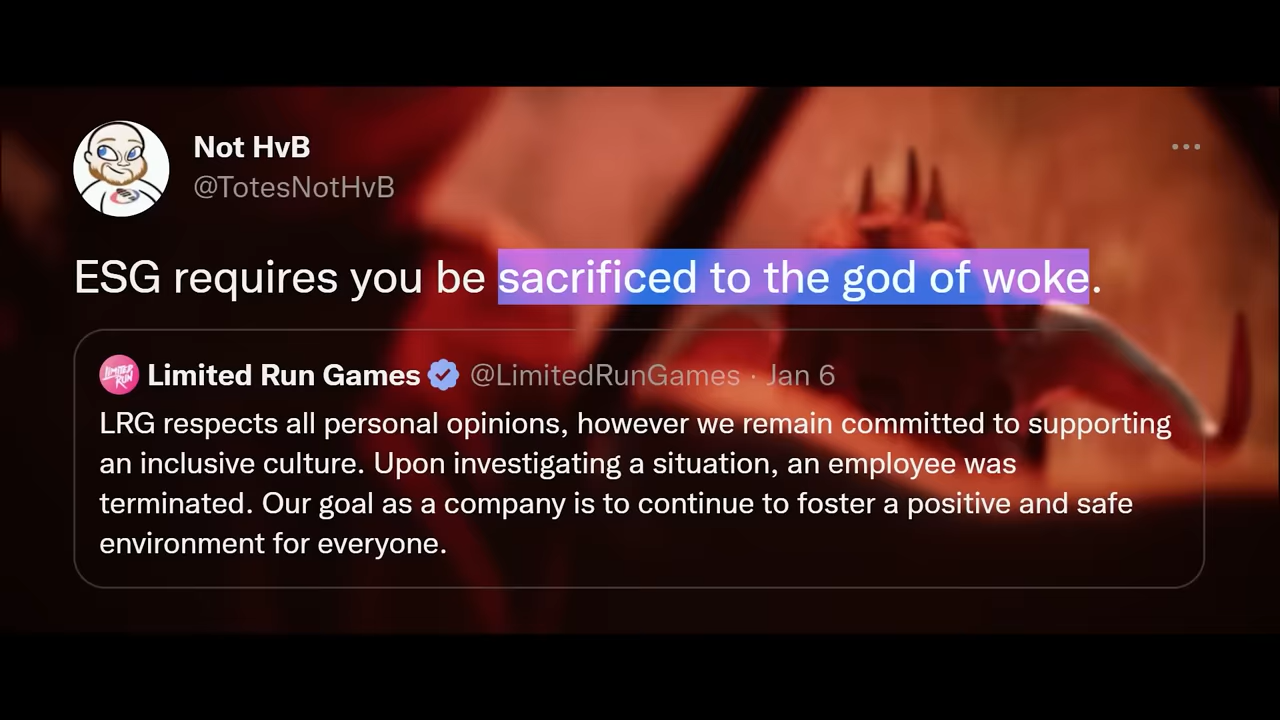 Not HvB
@TotesNotHvB
ESG requires you be sacrificed to the god of woke.
LIMITED RUN
Limited Run Games @LimitedRunGames · Jan 6
LRG respects all personal opinions, however we remain committed to supporting
an inclusive culture. Upon investigating a situation, an employee was
terminated. Our goal as a company is to continue to foster a positive and safe
environment for everyone.